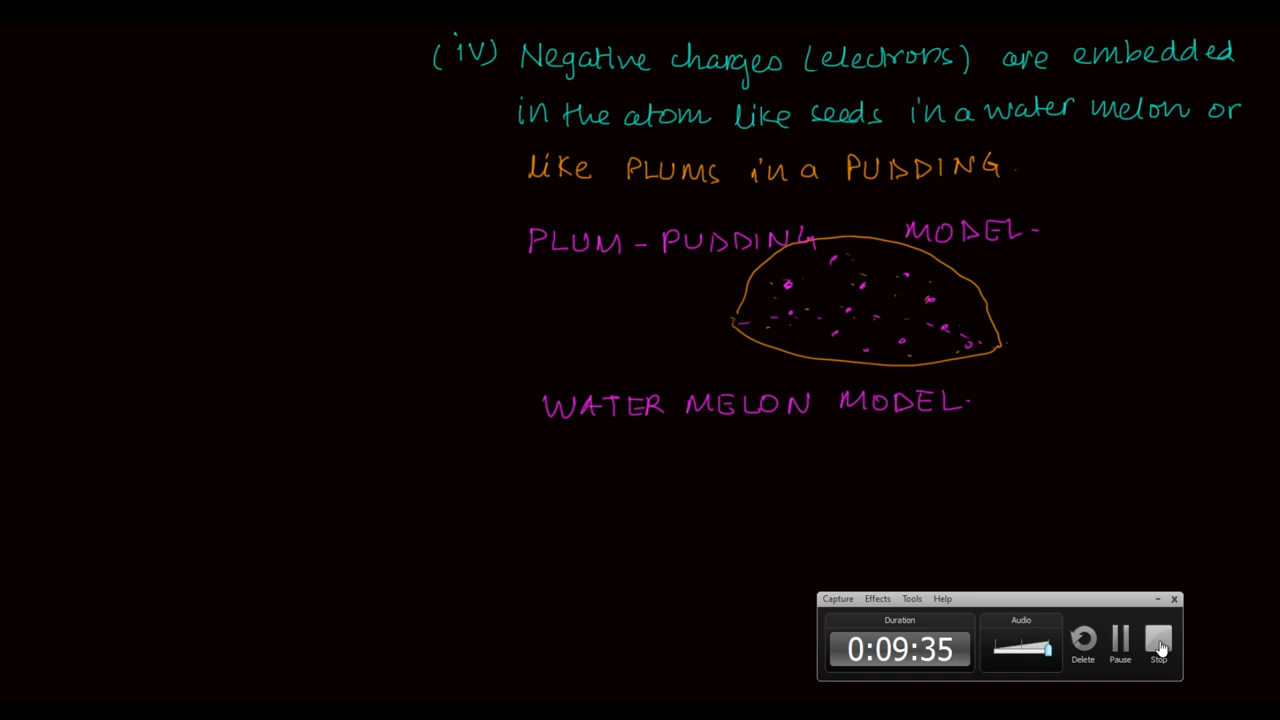 (iv) Negative charges (electrons) are embedded
in the atom like seeds in a water melon or
like PLUMS in a PUDDING.
PLUM-PUDDING MODEL-
WATER MELON MODEL.
Capture Effects Tools Help - x
Duration Audio
0:09:35
Delete Pause Stop